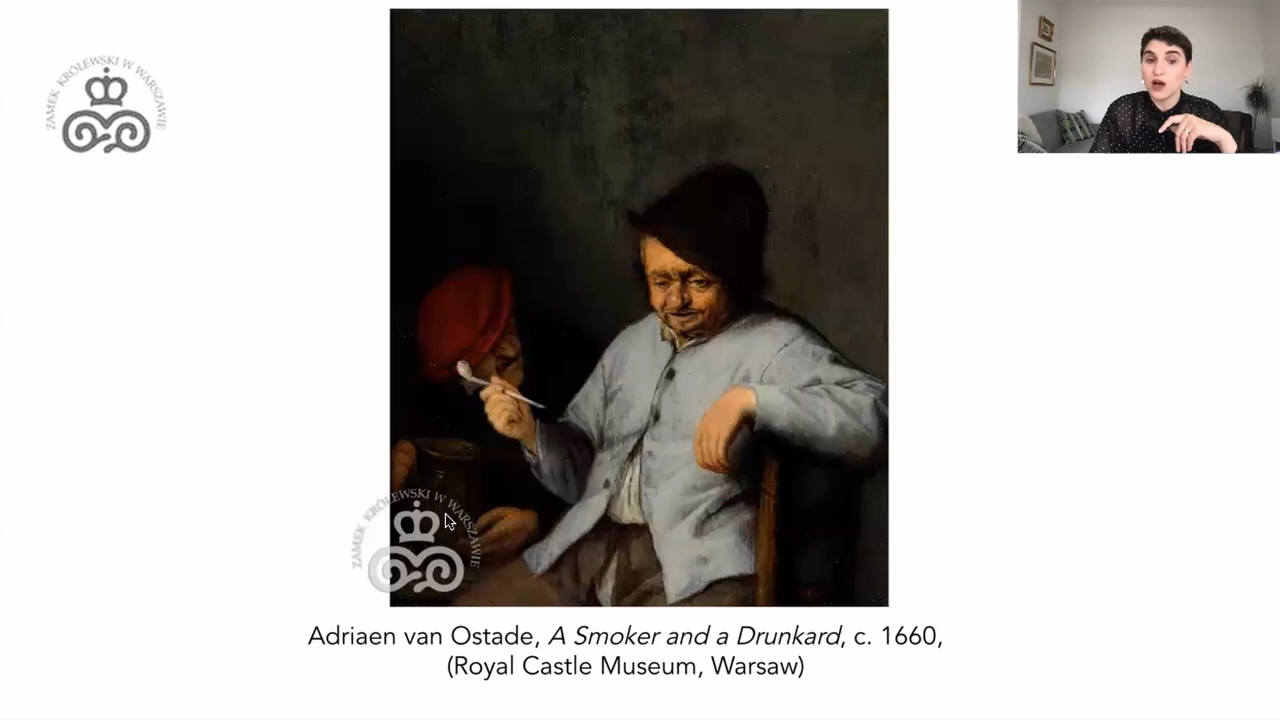 ZAMEK KRÓLEWSKI W WARSZAWIE
ZAMEK KRÓLEWSKI W WARSZAWIE
Adriaen van Ostade, A Smoker and a Drunkard, c. 1660,
(Royal Castle Museum, Warsaw)